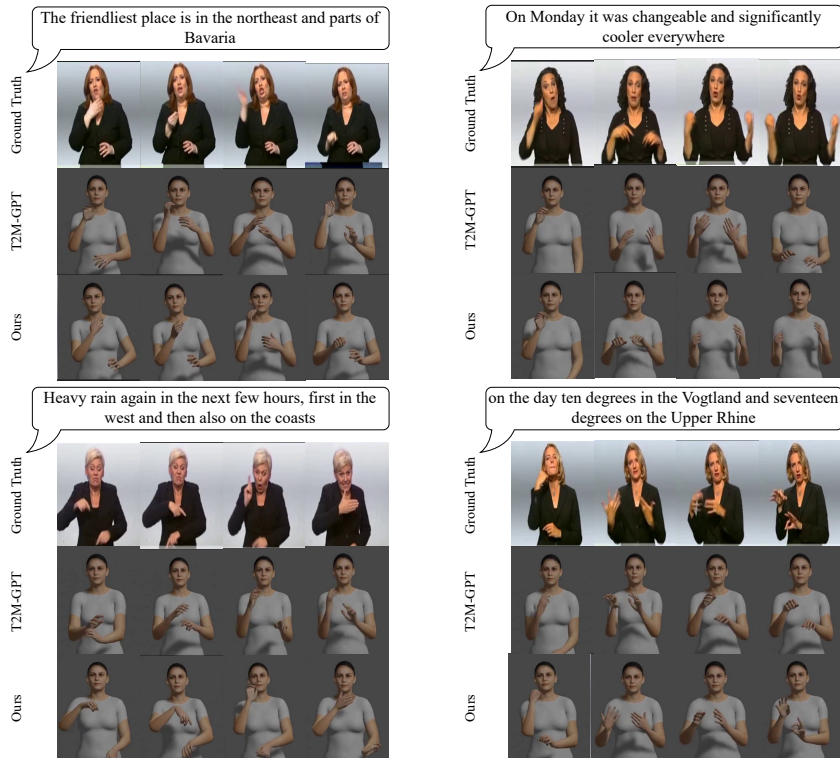 The friendliest place is in the northeast and parts of
Bavaria
Ground Truth
T2M-GPT
Ours
On Monday it was changeable and significantly
cooler everywhere
Ground Truth
T2M-GPT
Ours
Heavy rain again in the next few hours, first in the
west and then also on the coasts
Ground Truth
T2M-GPT
Ours
on the day ten degrees in the Vogtland and seventeen
degrees on the Upper Rhine
Ground Truth
T2M-GPT
Ours